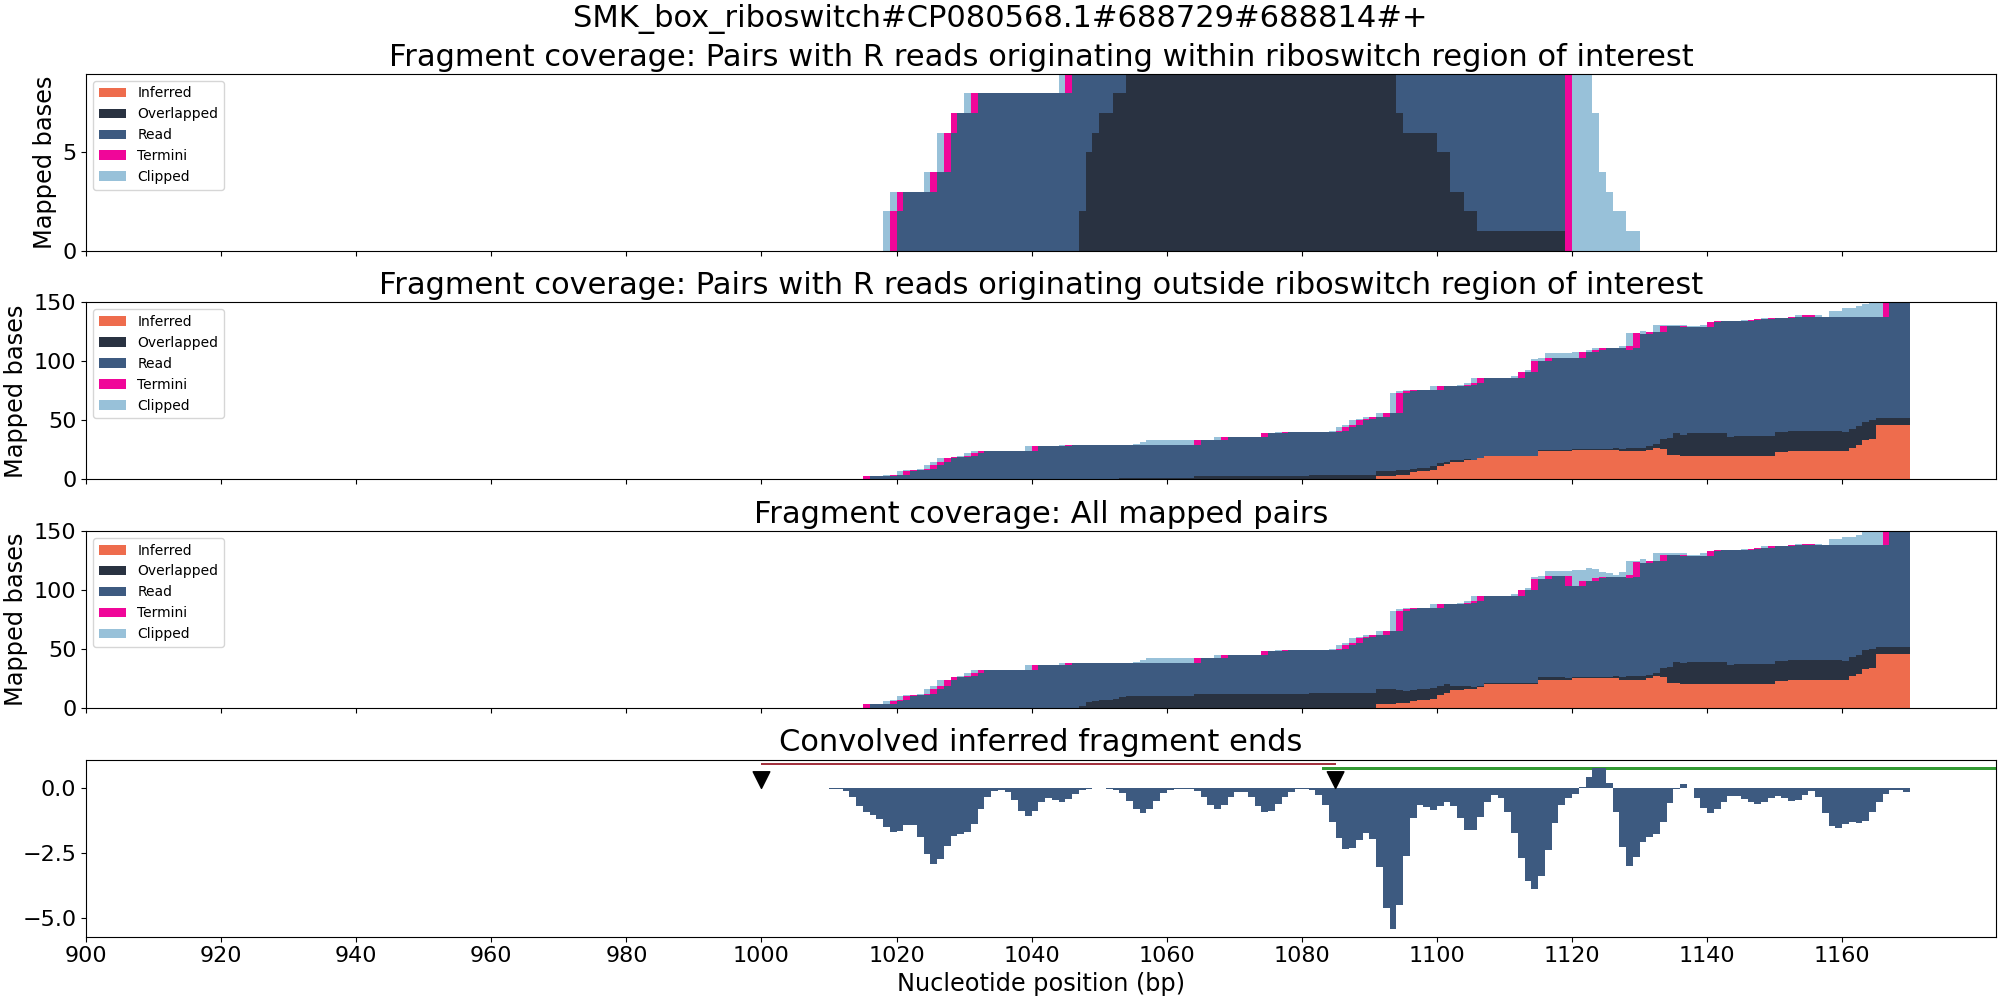 SMK_box_riboswitch#CP080568.1#688729#688814#+
Fragment coverage: Pairs with R reads originating within riboswitch region of interest
Mapped bases
5
0
Inferred
Overlapped
Read
Termini
Clipped
Fragment coverage: Pairs with R reads originating outside riboswitch region of interest
Mapped bases
150
100
50
0
Inferred
Overlapped
Read
Termini
Clipped
Fragment coverage: All mapped pairs
Mapped bases
150
100
50
0
Inferred
Overlapped
Read
Termini
Clipped
Convolved inferred fragment ends
0.0
−2.5
−5.0
900 920 940 960 980 1000 1020 1040 1060 1080 1100 1120 1140 1160
Nucleotide position (bp)